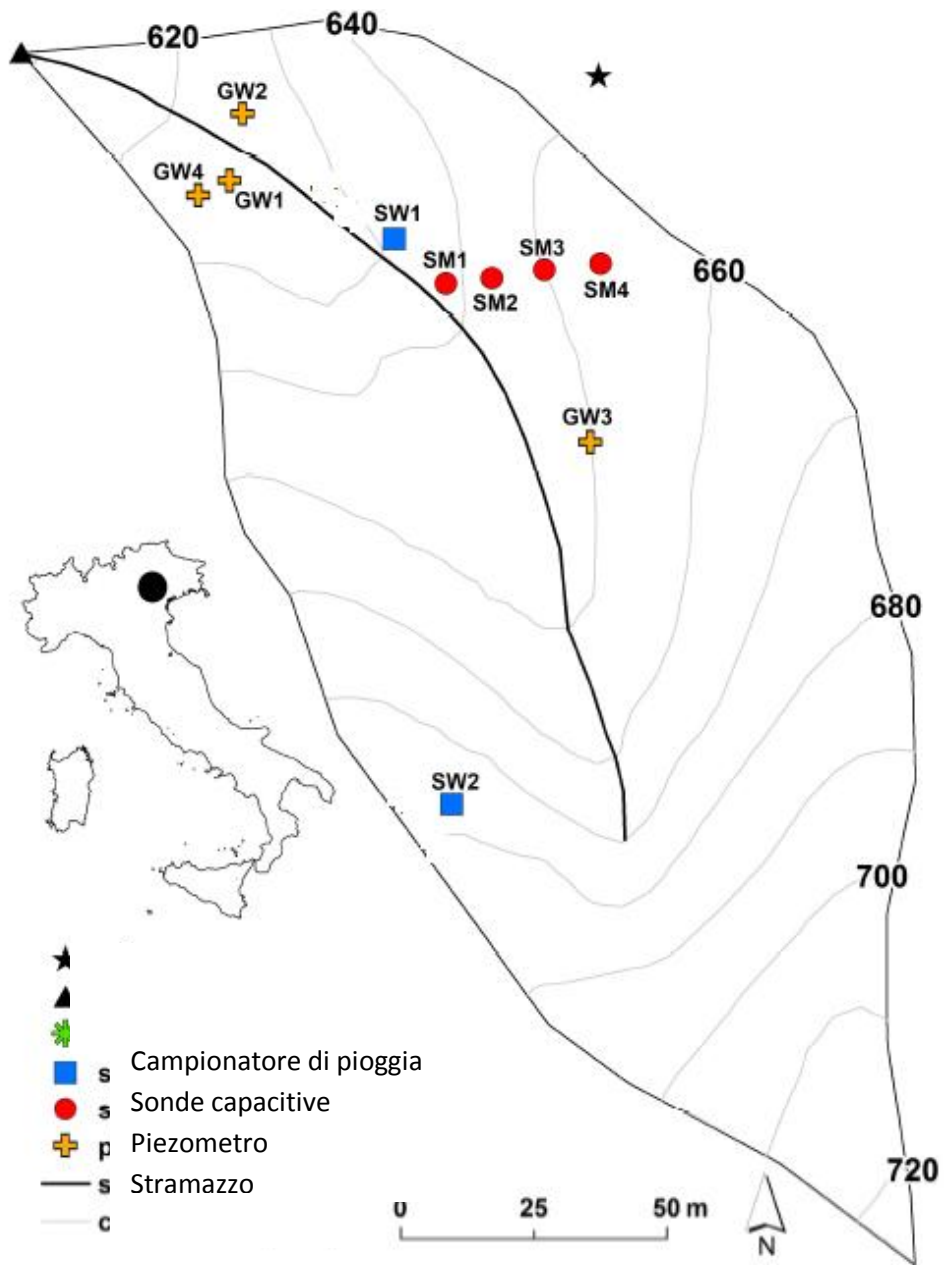 640
620
GW2
GW4
GW1
SW1
SM1
SM2
SM3
SM4
660
GW3
680
SW2
700
s Campionatore di pioggia
s Sonde capacitive
p Piezometro
s Stramazzo
c
720
0 25 50 m
N